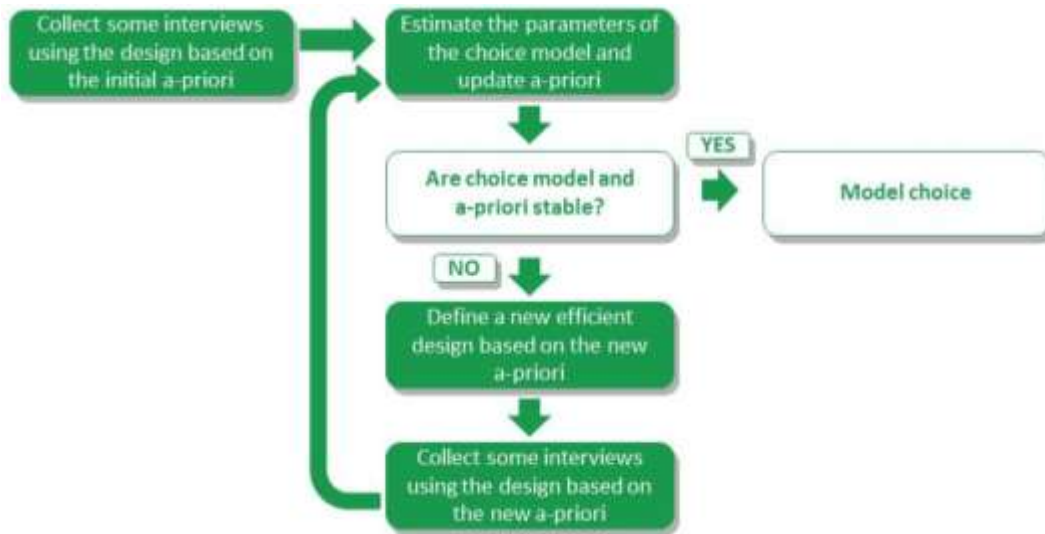 Collect some interviews
using the design based on
the initial a-priori
Estimate the parameters of
the choice model and
update a-priori
Are choice model and
a-priori stable?
YES
Model choice
NO
Define a new efficient
design based on the new
a-priori
Collect some interviews
using the design based on
the new a-priori